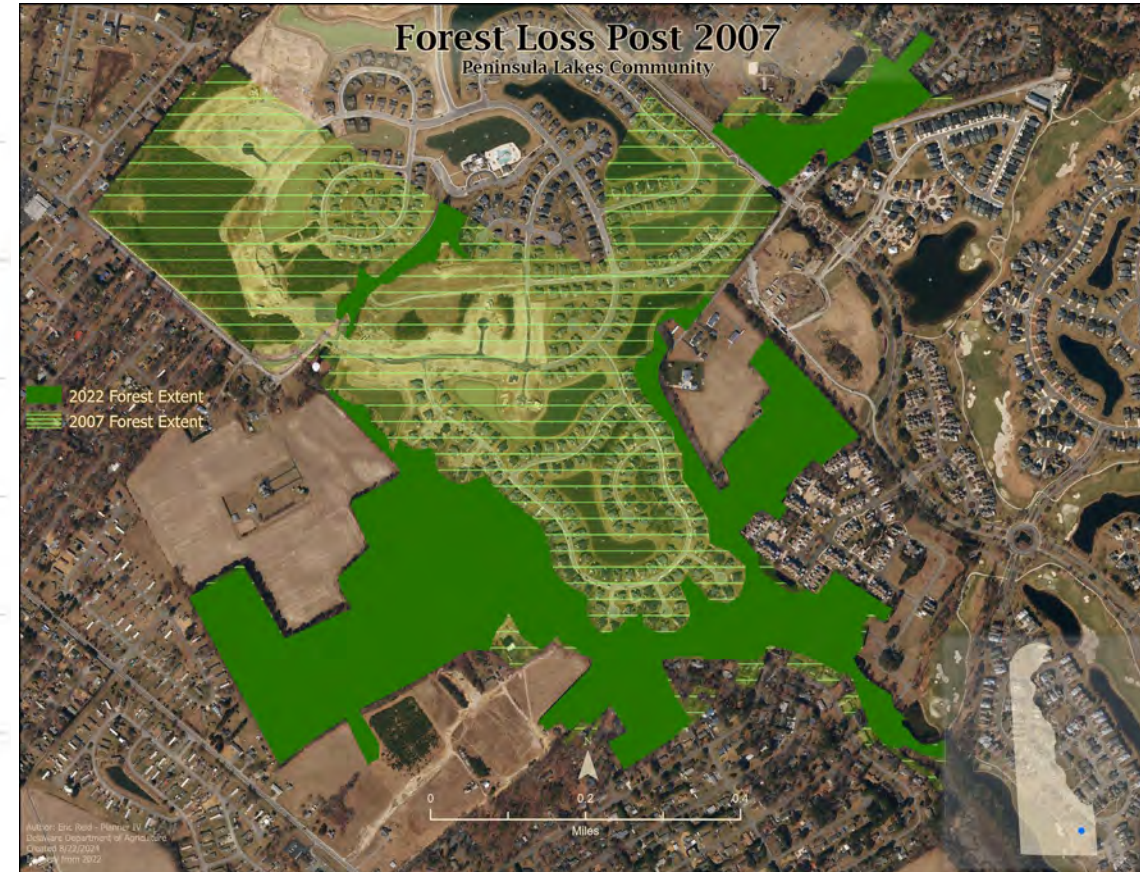 Forest Loss Post 2007
Peninsula Lakes Community
2022 Forest Extent
2007 Forest Extent
0 0.2 0.4
Miles
Author: Eric Reid - Planner IV
Delaware Department of Agriculture
Created 8/22/2024
from 2022